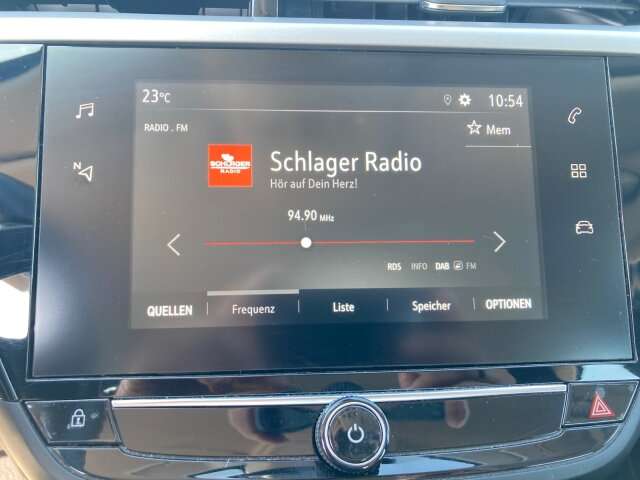 23°C 10:54
RADIO . FM
Mem
SCHLAGER
RADIO
Schlager Radio
Hör auf Dein Herz!
94.90 MHz
N
RDS INFO DAB FM
QUELLEN Frequenz Liste Speicher OPTIONEN